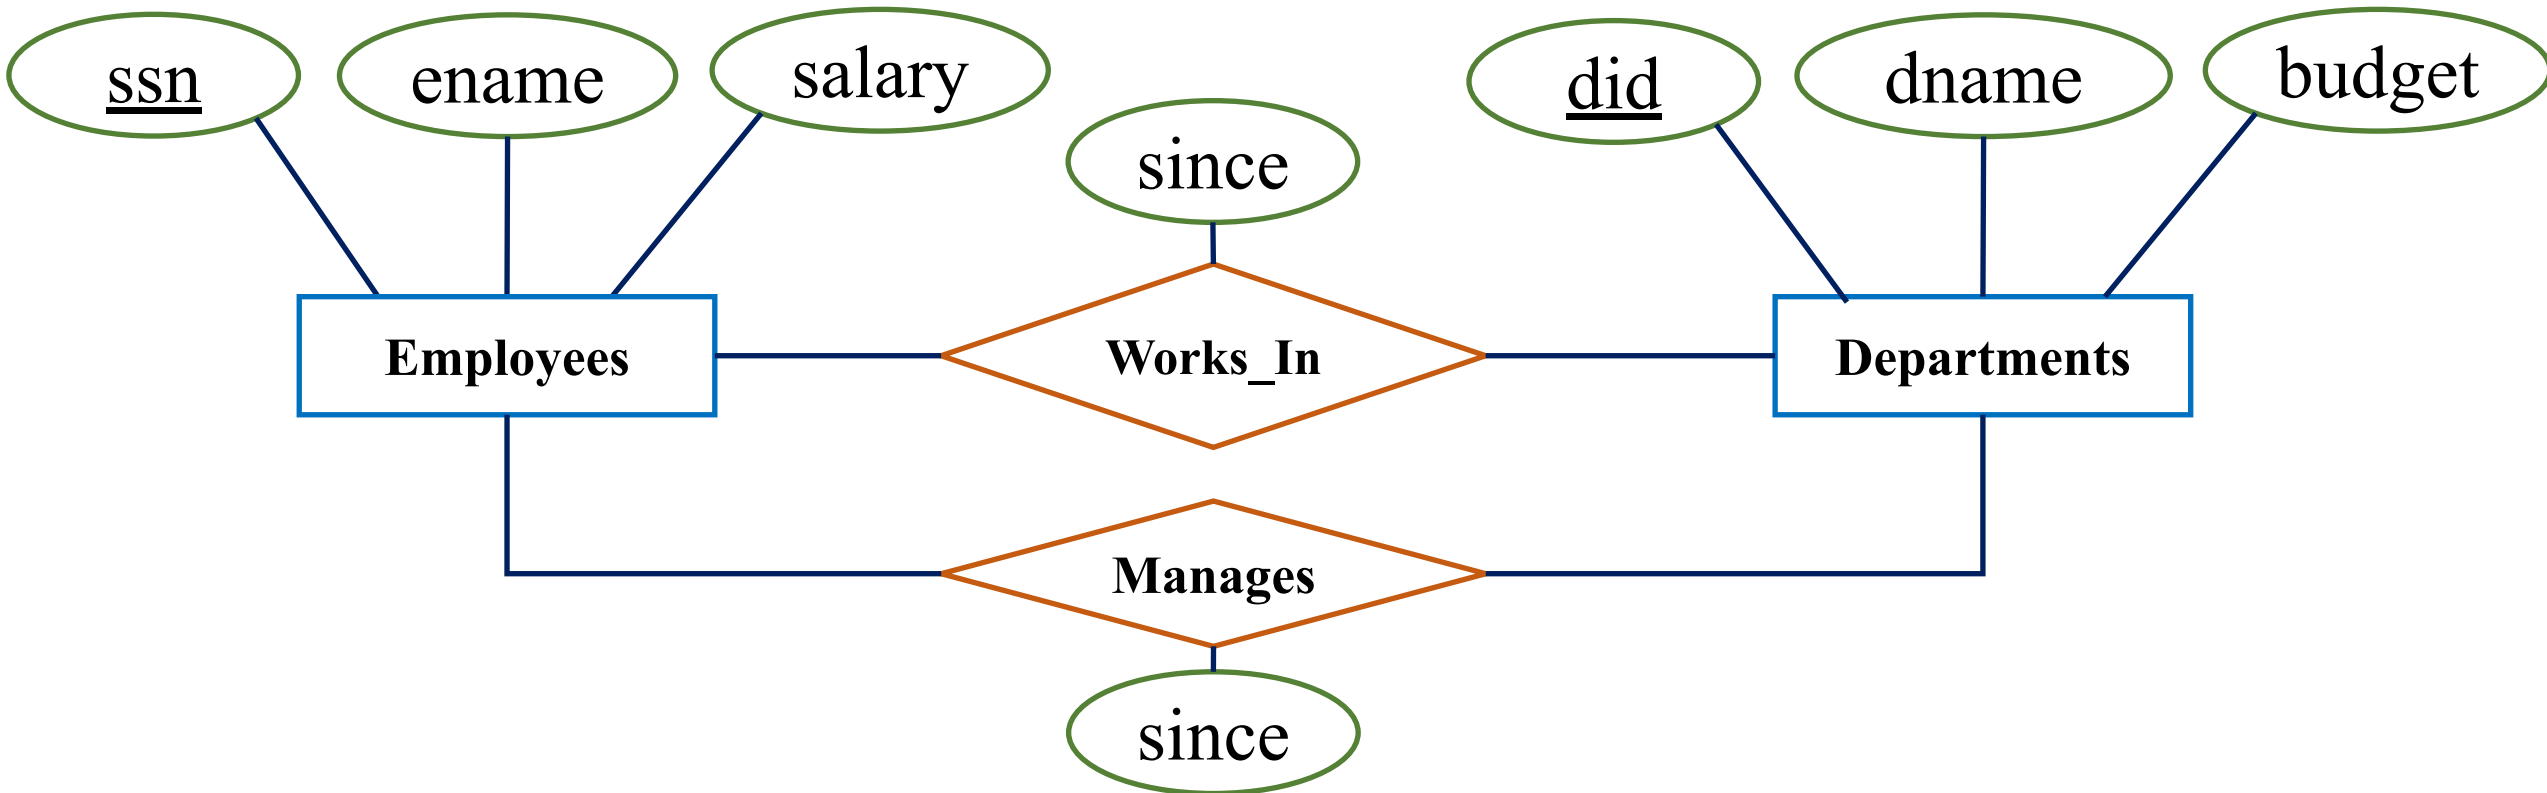 ssn
ename
salary
since
did
dname
budget
Employees
Works_In
Departments
Manages
since